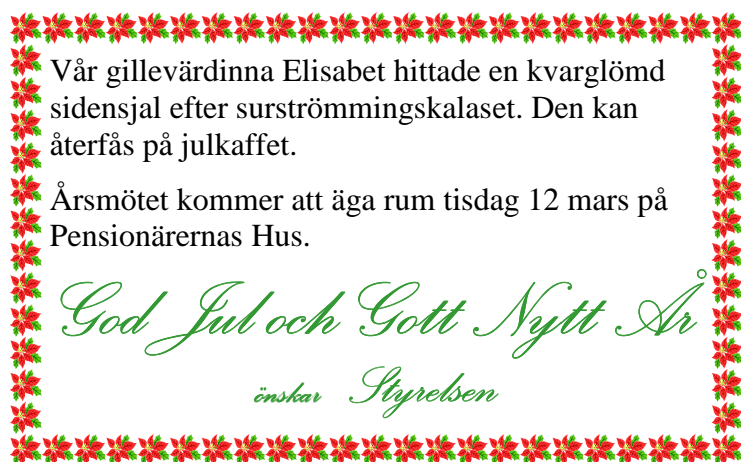 Vår gillevärdinna Elisabet hittade en kvarglömd
sidensjal efter surströmmingskalaset. Den kan
återfås på julkaffet.
Årsmötet kommer att äga rum tisdag 12 mars på
Pensionärernas Hus.
God Jul och Gott Nytt År
önskar Styrelsen